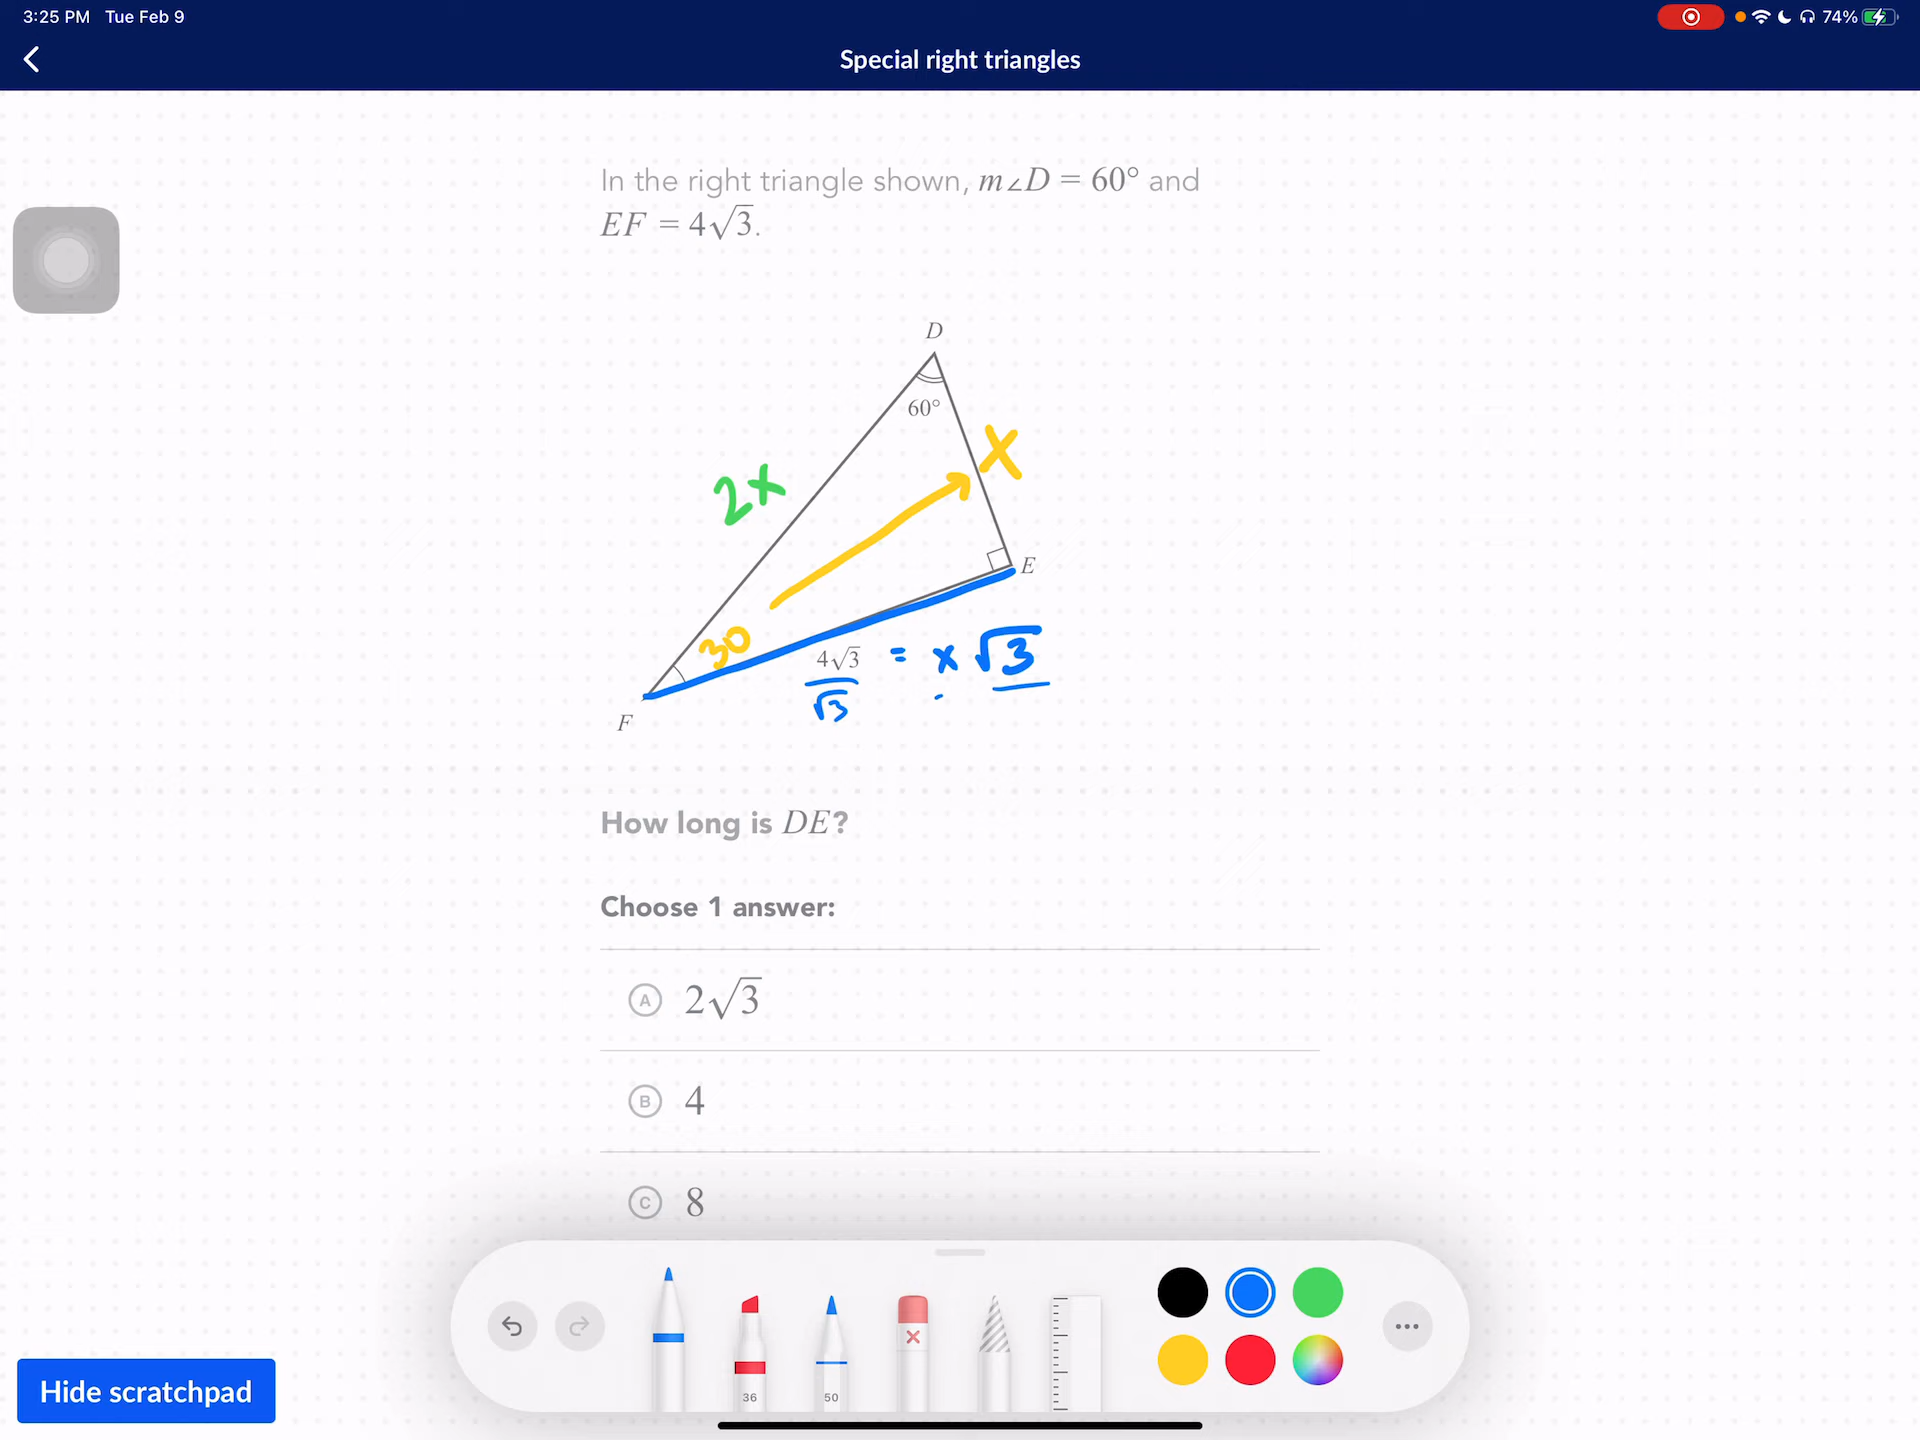 3:25 PM Tue Feb 9
74%
Special right triangles
In the right triangle shown, m∠D = 60° and
EF = 4√3.
D
60°
X
2x
E
30
4√3 = x √3
√3
F
How long is DE?
Choose 1 answer:
A 2√3
B 4
C 8
36
50
Hide scratchpad